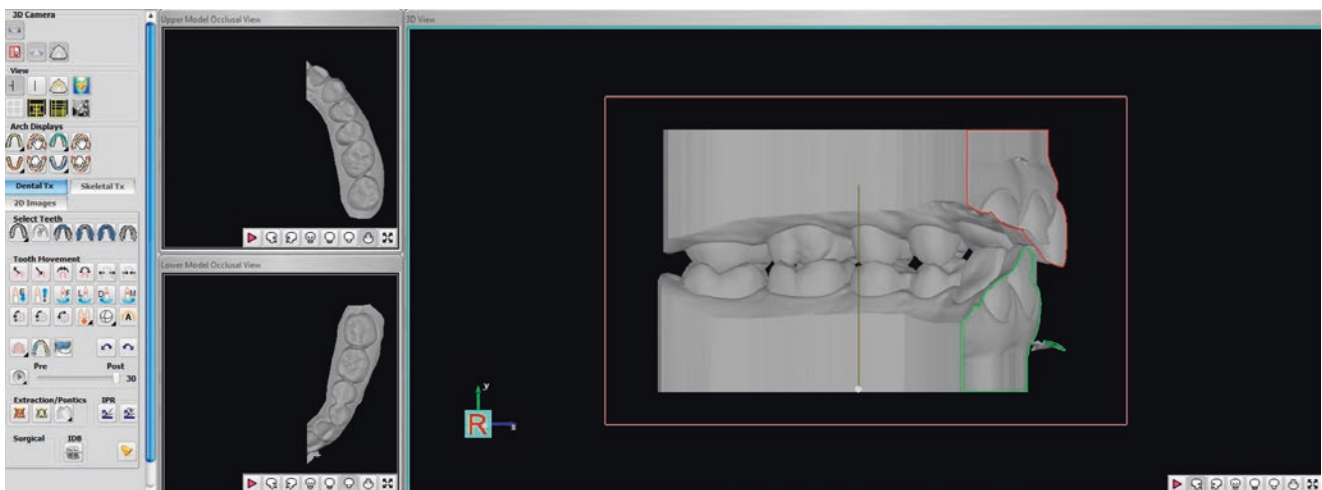 3D Camera
View
Arch Displays
Dental Tx Skeletal Tx
2D Images
Select Teeth
Tooth Movement
Pre Post
30
Extraction/Pontics IPR
Surgical IDB
Upper Model Occlusal View
Lower Model Occlusal View
3D View
y
R